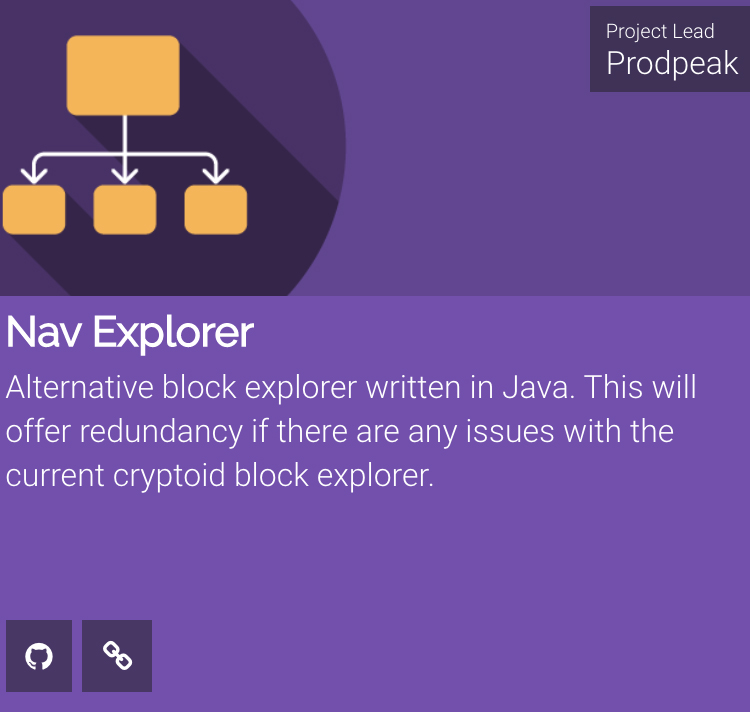 Project Lead
Prodpeak
Nav Explorer
Alternative block explorer written in Java. This will
offer redundancy if there are any issues with the
current cryptoid block explorer.